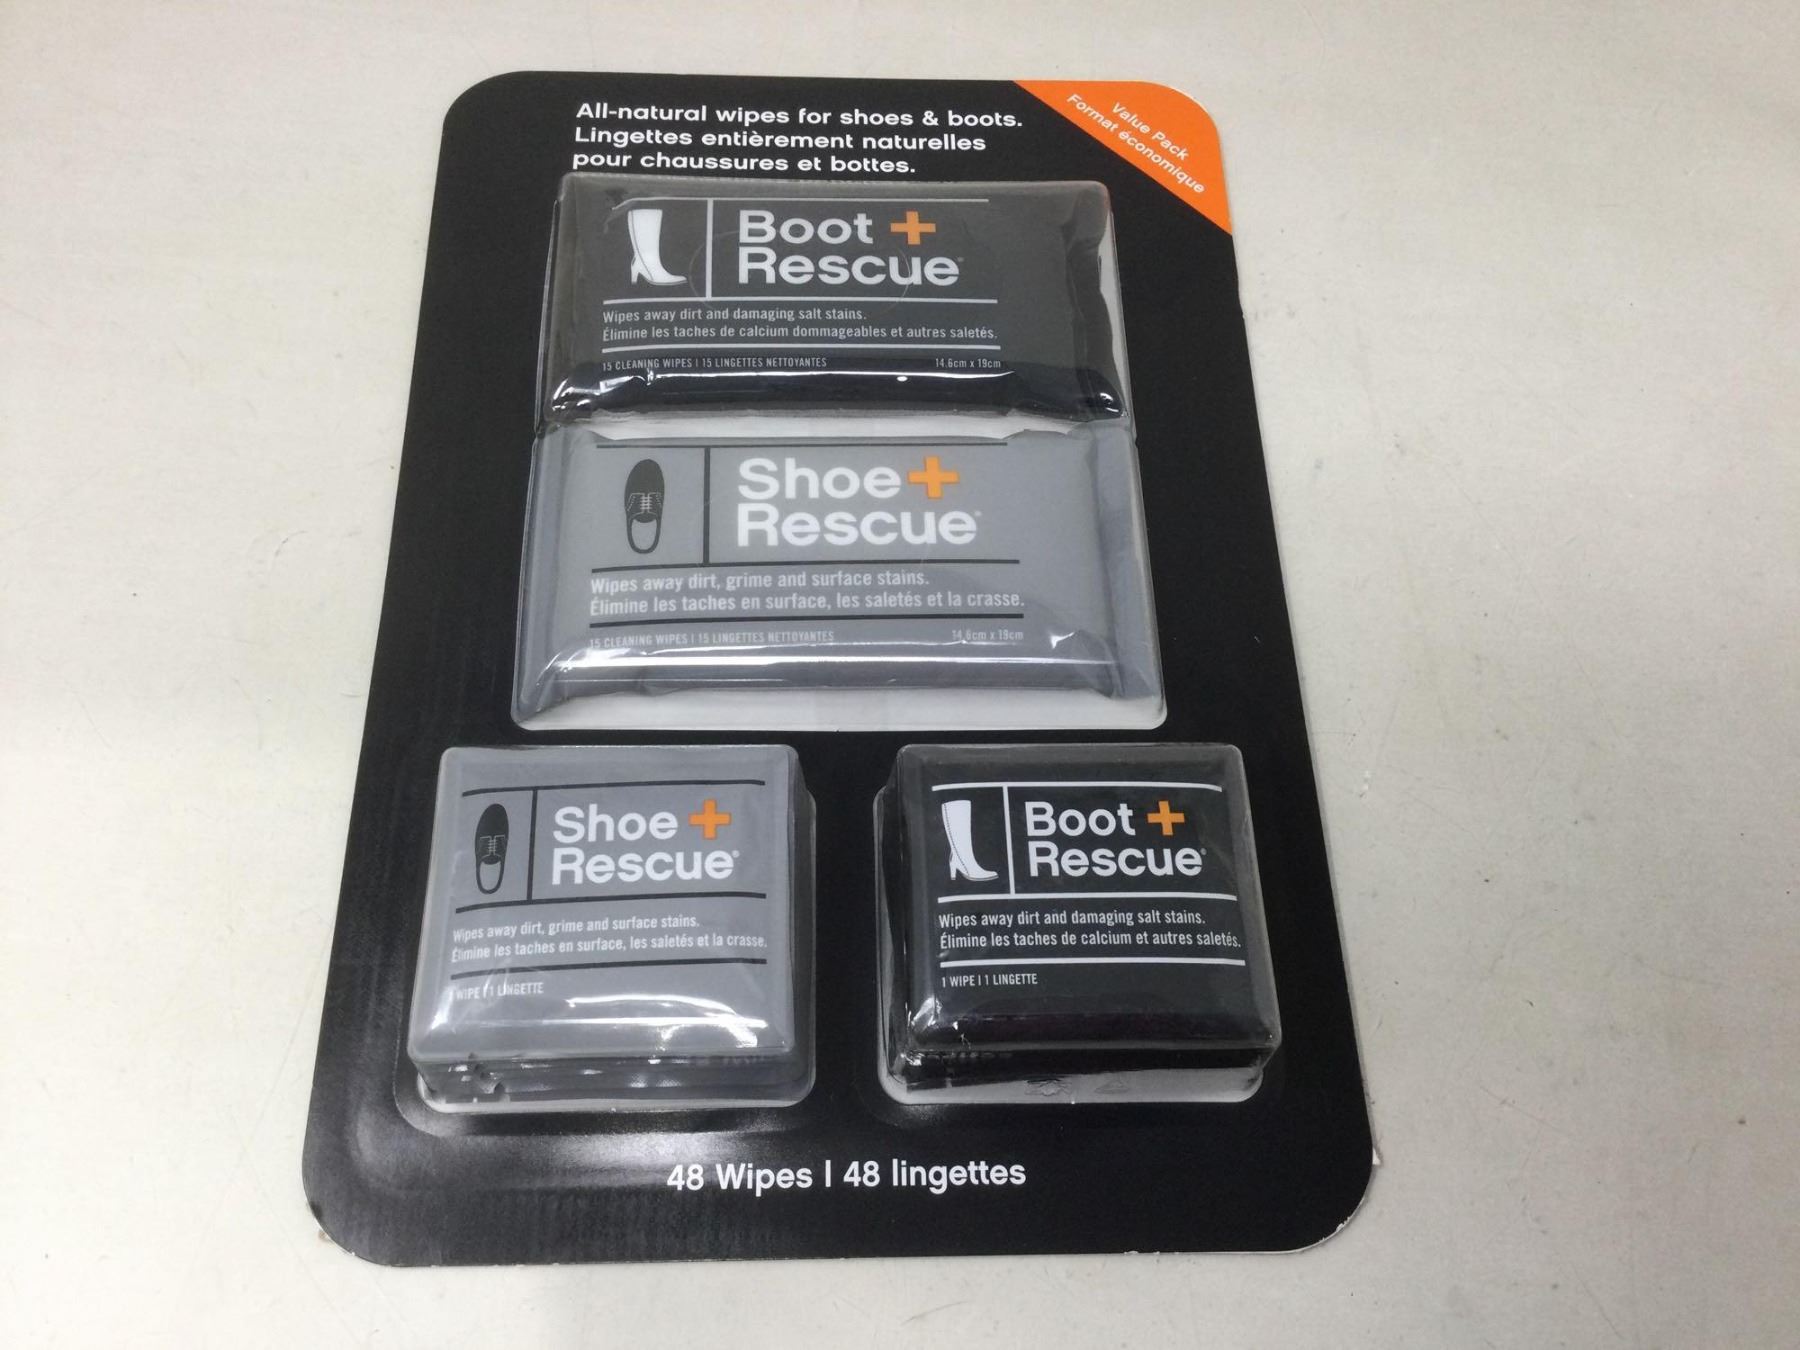 All-natural wipes for shoes & boots.
Lingettes entièrement naturelles
pour chaussures et bottes.
Value Pack
Format économique
Boot +
Rescue
Wipes away dirt and damaging salt stains.
Élimine les taches de calcium dommageables et autres saletés.
15 CLEANING WIPES | 15 LINGETTES NETTOYANTES 14.6cm x 19cm
Shoe +
Rescue
Wipes away dirt, grime and surface stains.
Élimine les taches en surface, les saletés et la crasse.
15 CLEANING WIPES | 15 LINGETTES NETTOYANTES 14.6cm x 19cm
Shoe +
Rescue
Wipes away dirt, grime and surface stains.
Élimine les taches en surface, les saletés et la crasse.
1 WIPE | 1 LINGETTE
Boot +
Rescue
Wipes away dirt and damaging salt stains.
Élimine les taches de calcium et autres saletés.
1 WIPE | 1 LINGETTE
48 Wipes | 48 lingettes